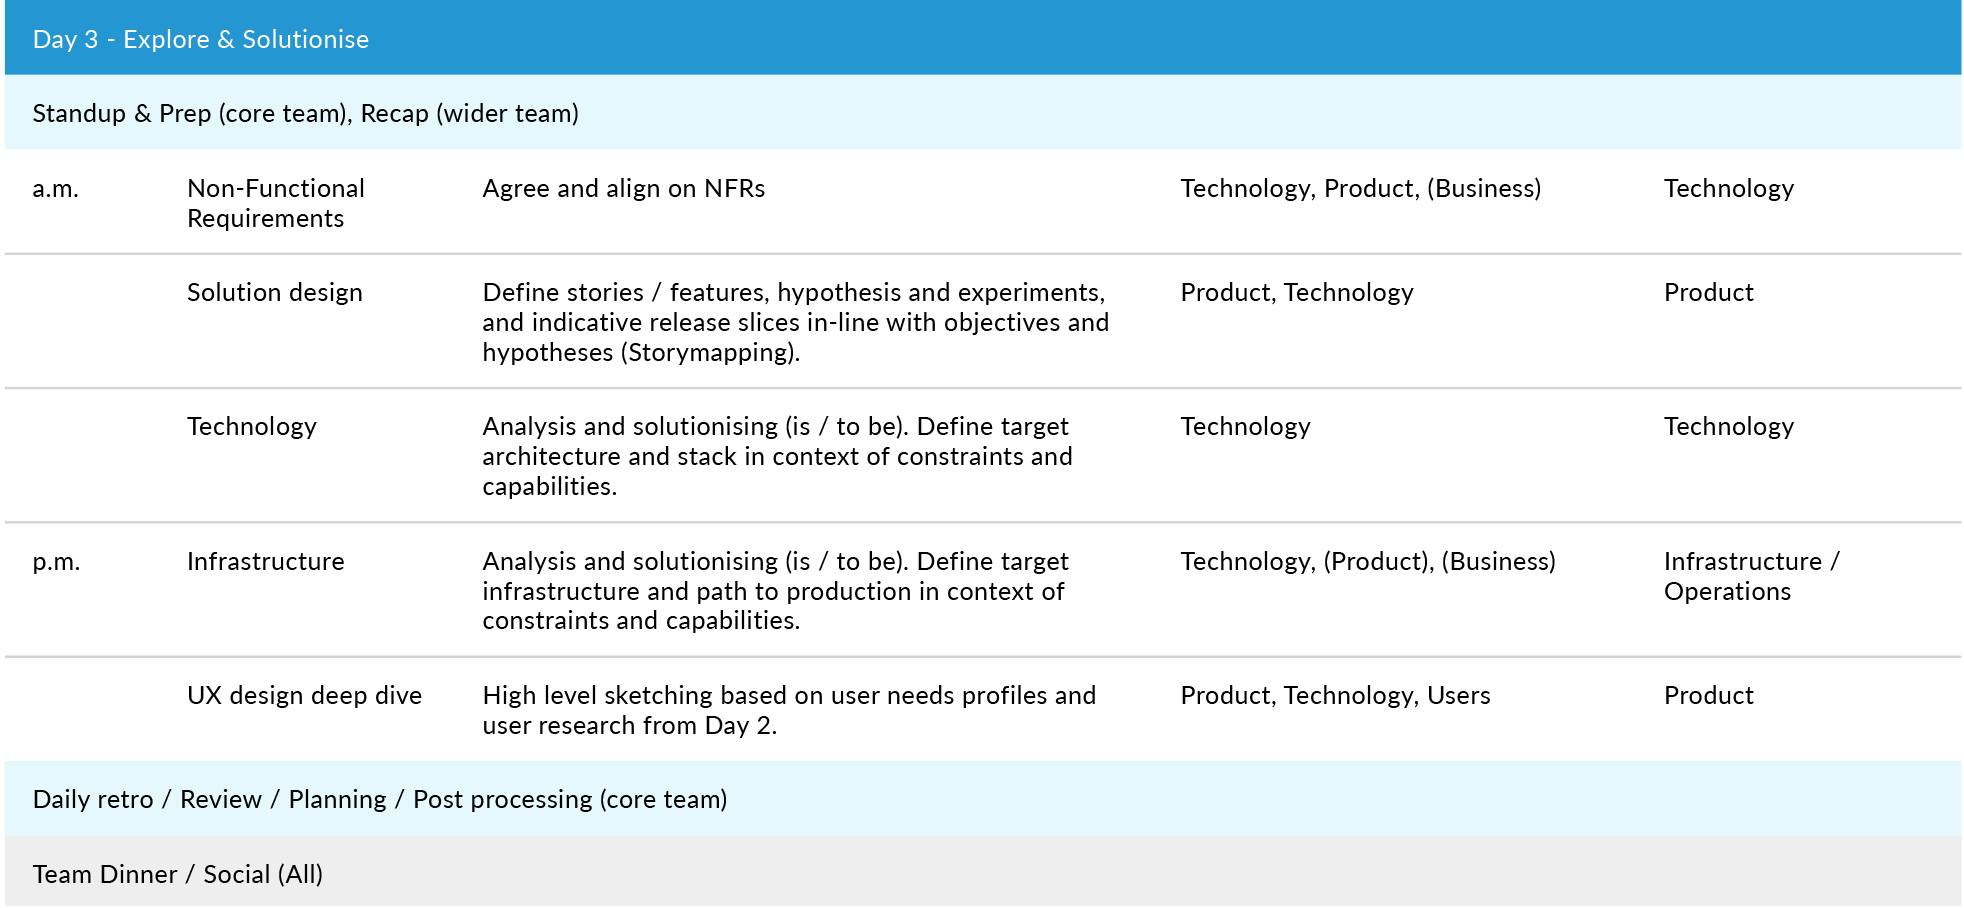 Day 3 - Explore & Solutionise
Standup & Prep (core team), Recap (wider team)
a.m.
Non-Functional
Requirements
Agree and align on NFRs
Technology, Product, (Business)
Technology
Solution design
Define stories / features, hypothesis and experiments,
and indicative release slices in-line with objectives and
hypotheses (Storymapping).
Product, Technology
Product
Technology
Analysis and solutionising (is / to be). Define target
architecture and stack in context of constraints and
capabilities.
Technology
Technology
p.m.
Infrastructure
Analysis and solutionising (is / to be). Define target
infrastructure and path to production in context of
constraints and capabilities.
Technology, (Product), (Business)
Infrastructure /
Operations
UX design deep dive
High level sketching based on user needs profiles and
user research from Day 2.
Product, Technology, Users
Product
Daily retro / Review / Planning / Post processing (core team)
Team Dinner / Social (All)